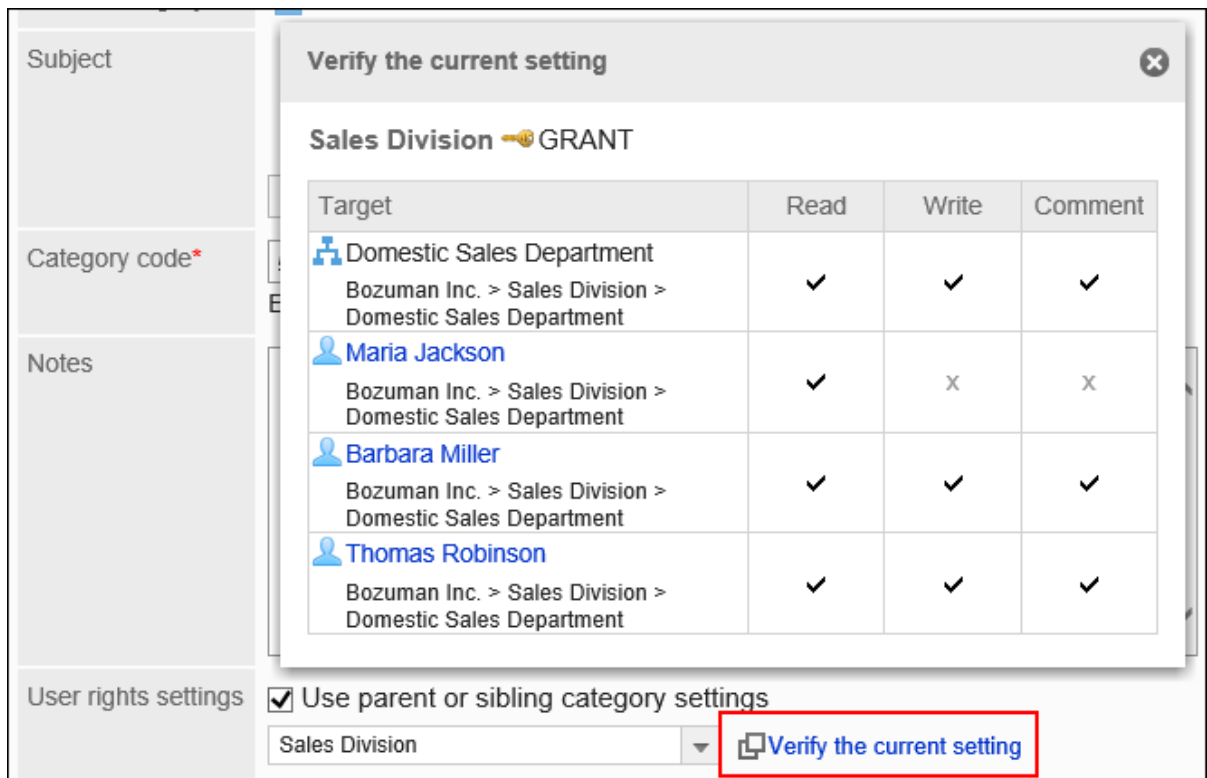 Subject
Verify the current setting
Sales Division GRANT
Target Read Write Comment
Domestic Sales Department
Bozuman Inc. > Sales Division >
Domestic Sales Department
Maria Jackson
Bozuman Inc. > Sales Division >
Domestic Sales Department
x x
Barbara Miller
Bozuman Inc. > Sales Division >
Domestic Sales Department
Thomas Robinson
Bozuman Inc. > Sales Division >
Domestic Sales Department
Category code*
Notes
User rights settings
Use parent or sibling category settings
Sales Division
Verify the current setting